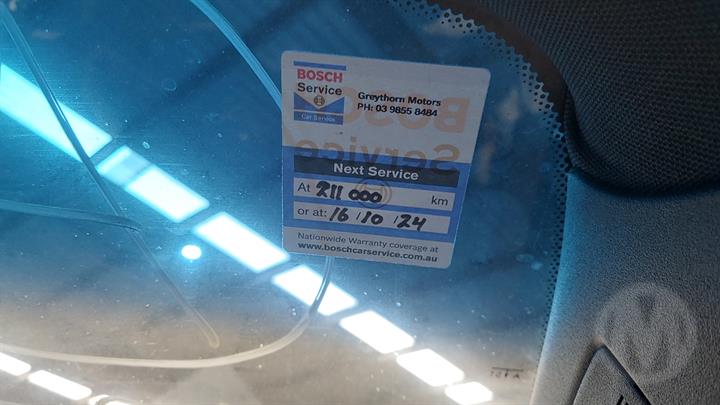 BOSCH
Service
Car Service
Greythorn Motors
PH: 03 9855 8484
Next Service
At 211 000 km
or at: 16 / 10 / 24
Nationwide Warranty coverage at
www.boschcarservice.com.au
M